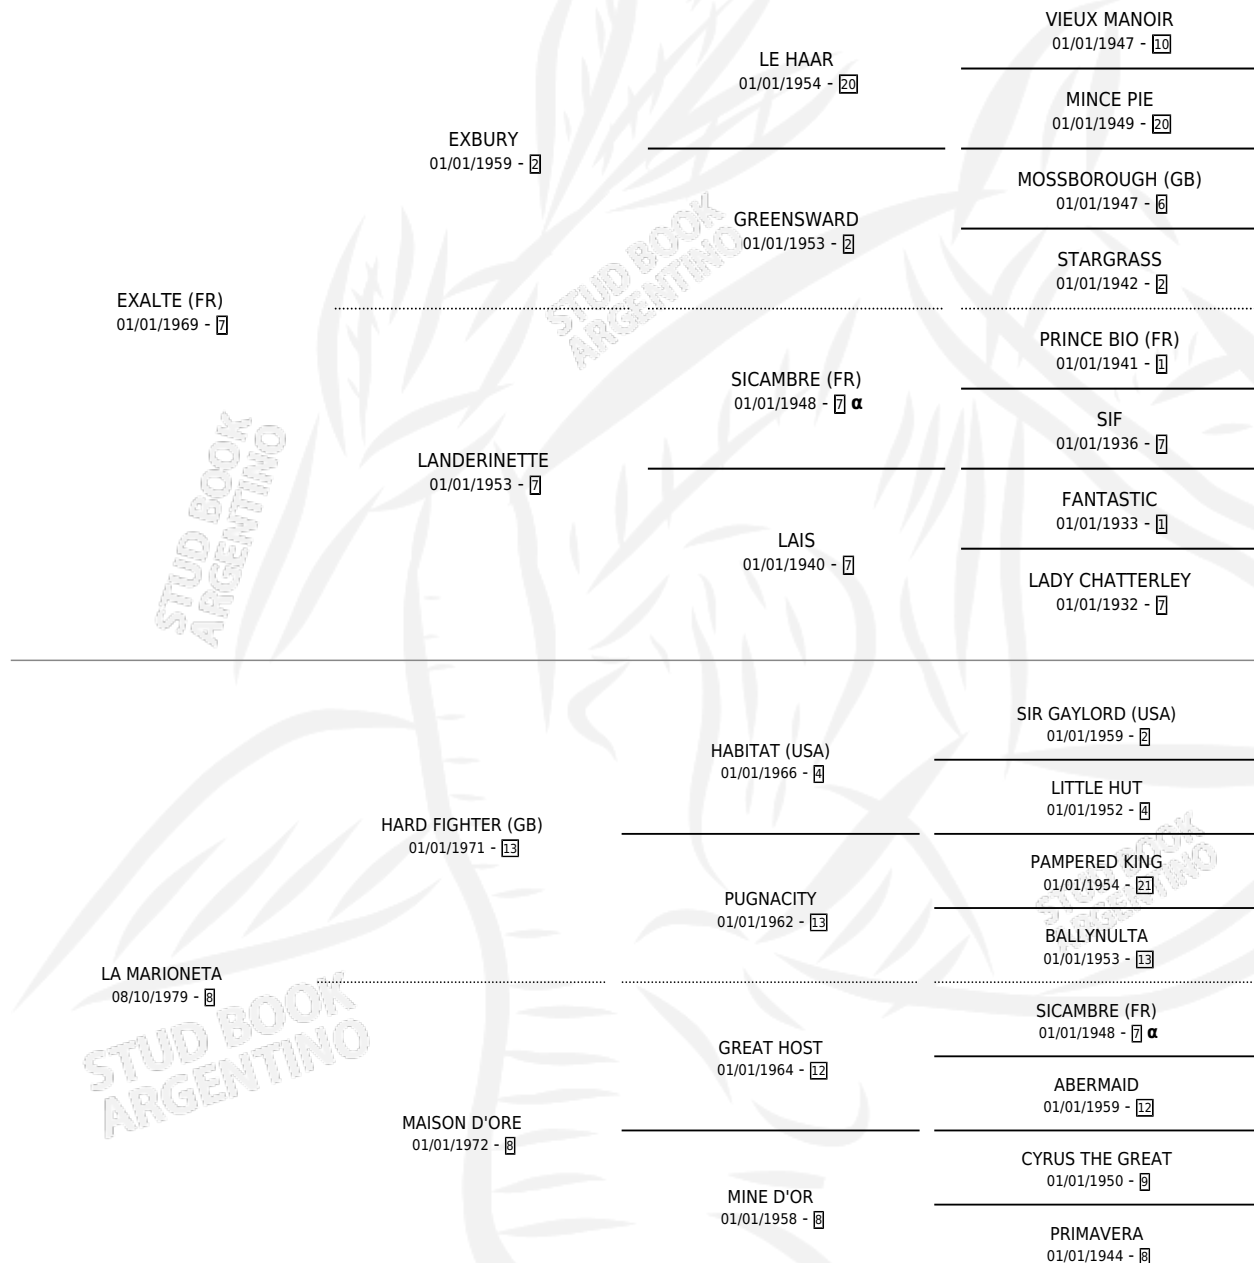 VIEUX MANOIR
01/01/1947 - 10
LE HAAR
01/01/1954 - 20
MINCE PIE
01/01/1949 - 20
EXBURY
01/01/1959 - 2
MOSSBOROUGH (GB)
01/01/1947 - 6
GREENSWARD
01/01/1953 - 2
STARGRASS
01/01/1942 - 2
EXALTE (FR)
01/01/1969 - 7
PRINCE BIO (FR)
01/01/1941 - 1
SICAMBRE (FR)
01/01/1948 - 7 α
SIF
01/01/1936 - 7
LANDERINETTE
01/01/1953 - 7
FANTASTIC
01/01/1933 - 1
LAIS
01/01/1940 - 7
LADY CHATTERLEY
01/01/1932 - 7
STUD BOOK
ARGENTINO
STUD BOOK
ARGENTINO
SIR GAYLORD (USA)
01/01/1959 - 2
HABITAT (USA)
01/01/1966 - 4
LITTLE HUT
01/01/1952 - 4
HARD FIGHTER (GB)
01/01/1971 - 13
PAMPERED KING
01/01/1954 - 21
PUGNACITY
01/01/1962 - 13
BALLYNULTA
01/01/1953 - 13
LA MARIONETA
08/10/1979 - 8
SICAMBRE (FR)
01/01/1948 - 7 α
GREAT HOST
01/01/1964 - 12
ABERMAID
01/01/1959 - 12
MAISON D'ORE
01/01/1972 - 8
CYRUS THE GREAT
01/01/1950 - 9
MINE D'OR
01/01/1958 - 8
PRIMAVERA
01/01/1944 - 8
STUD BOOK
ARGENTINO
STUD BOOK
ARGENTINO